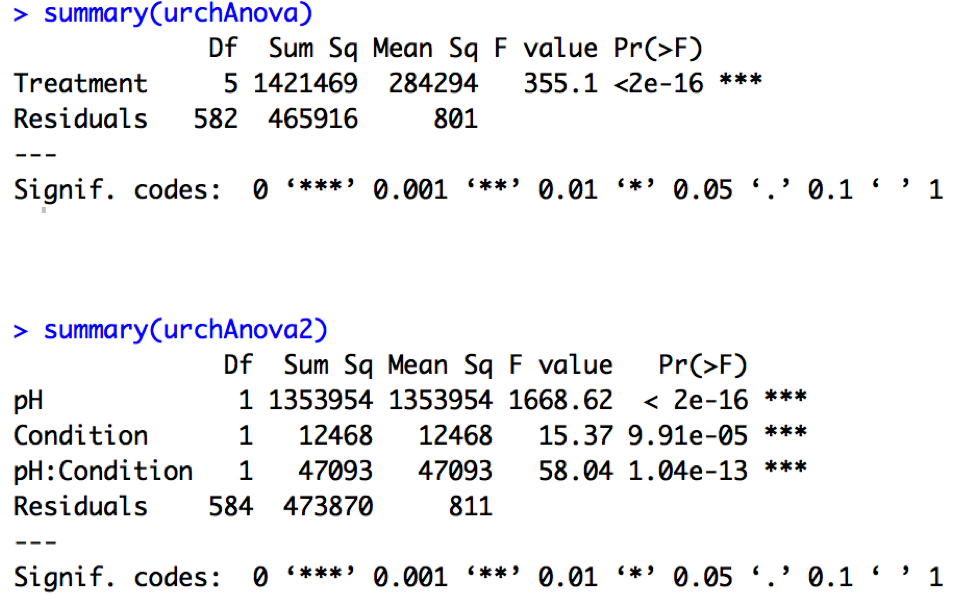 > summary(urchAnova)
             Df  Sum Sq Mean Sq F value Pr(>F)
Treatment     5 1421469  284294   355.1 <2e-16 ***
Residuals   582  465916     801
---
Signif. codes:  0 ‘***’ 0.001 ‘**’ 0.01 ‘*’ 0.05 ‘.’ 0.1 ‘ ’ 1
> summary(urchAnova2)
              Df  Sum Sq Mean Sq F value   Pr(>F)
pH             1 1353954 1353954 1668.62  < 2e-16 ***
Condition      1   12468   12468   15.37 9.91e-05 ***
pH:Condition   1   47093   47093   58.04 1.04e-13 ***
Residuals    584  473870     811
---
Signif. codes:  0 ‘***’ 0.001 ‘**’ 0.01 ‘*’ 0.05 ‘.’ 0.1 ‘ ’ 1